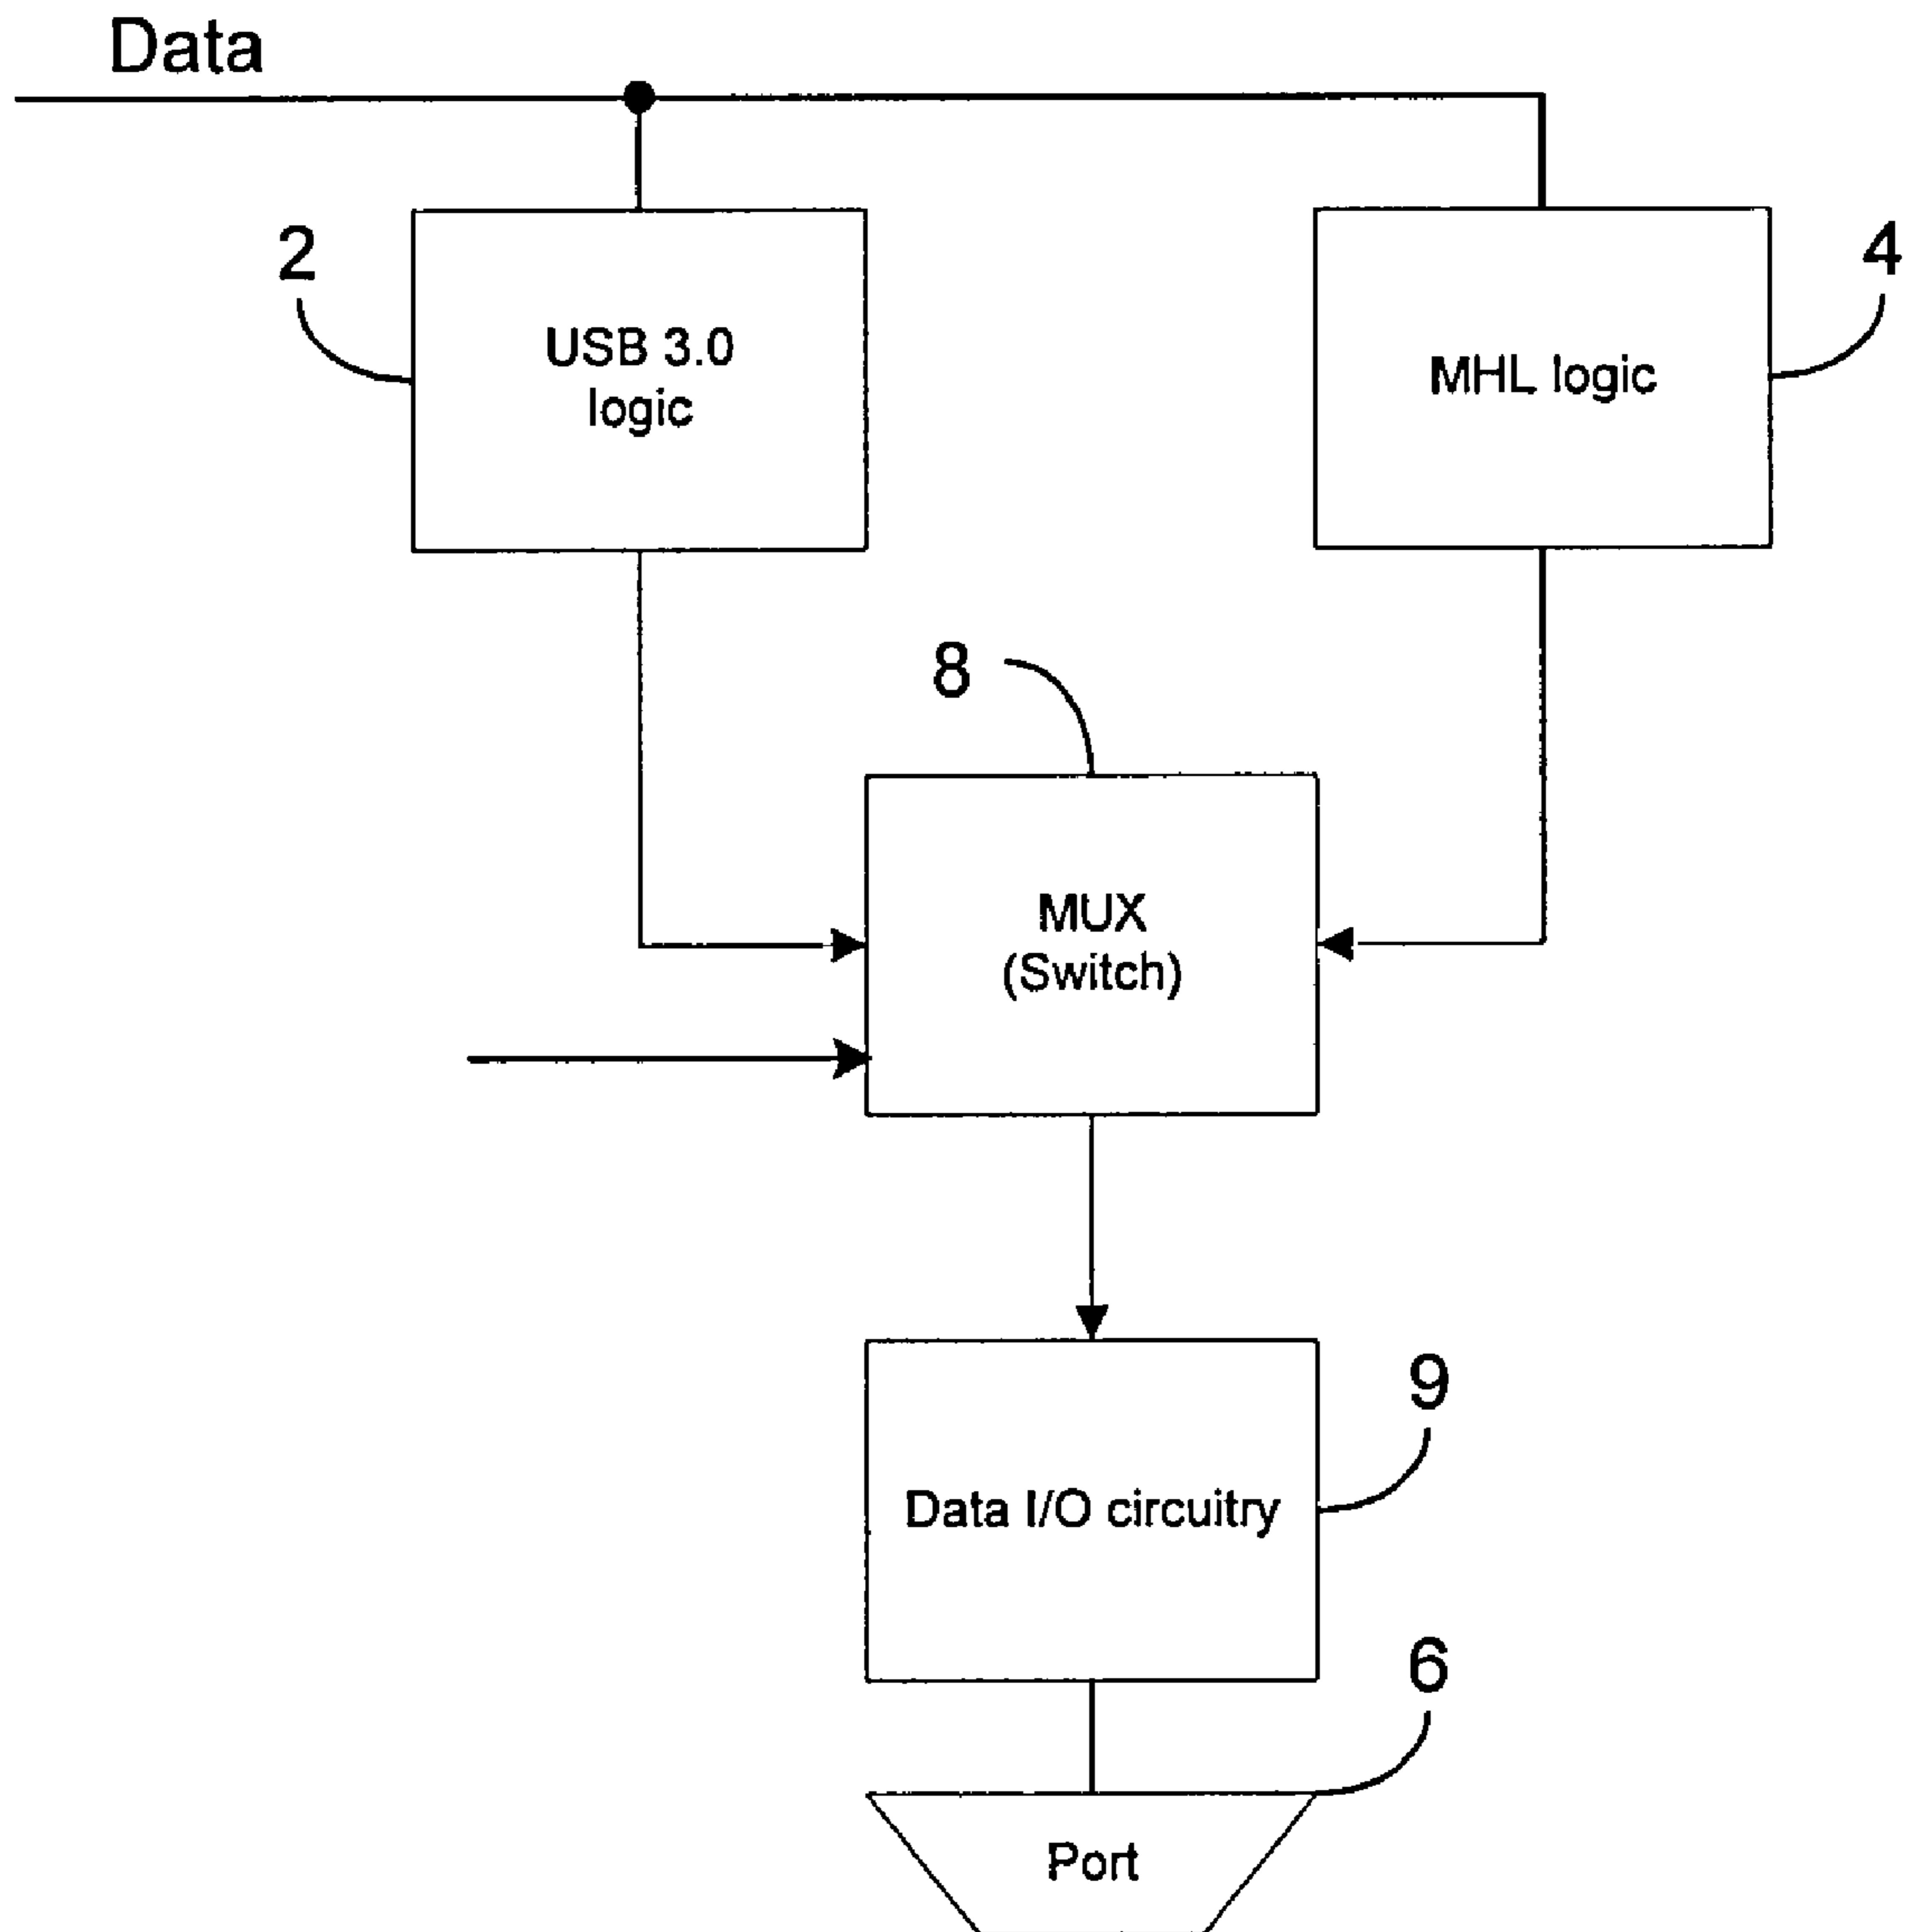 Data
2
USB 3.0
logic
MHL logic
4
8
MUX
(Switch)
9
Data I/O circuitry
6
Port